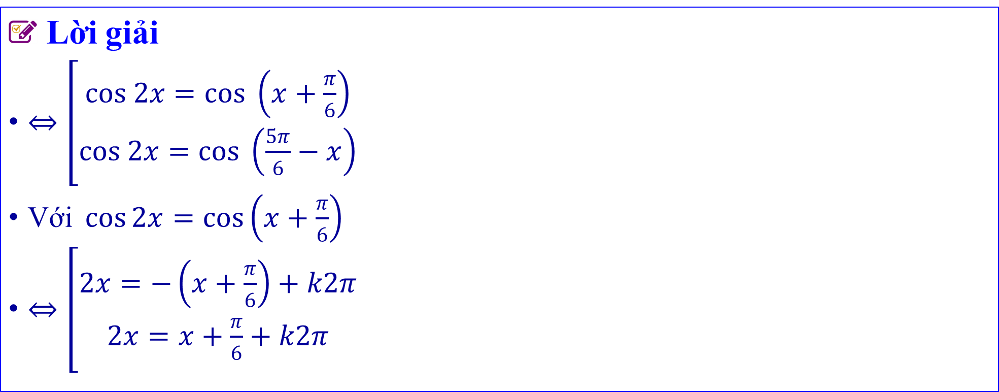 Lời giải
• ⇔ [ cos 2x = cos (x + π/6)
cos 2x = cos (5π/6 − x)
• Với cos 2x = cos (x + π/6)
• ⇔ [ 2x = − (x + π/6) + k2π
2x = x + π/6 + k2π